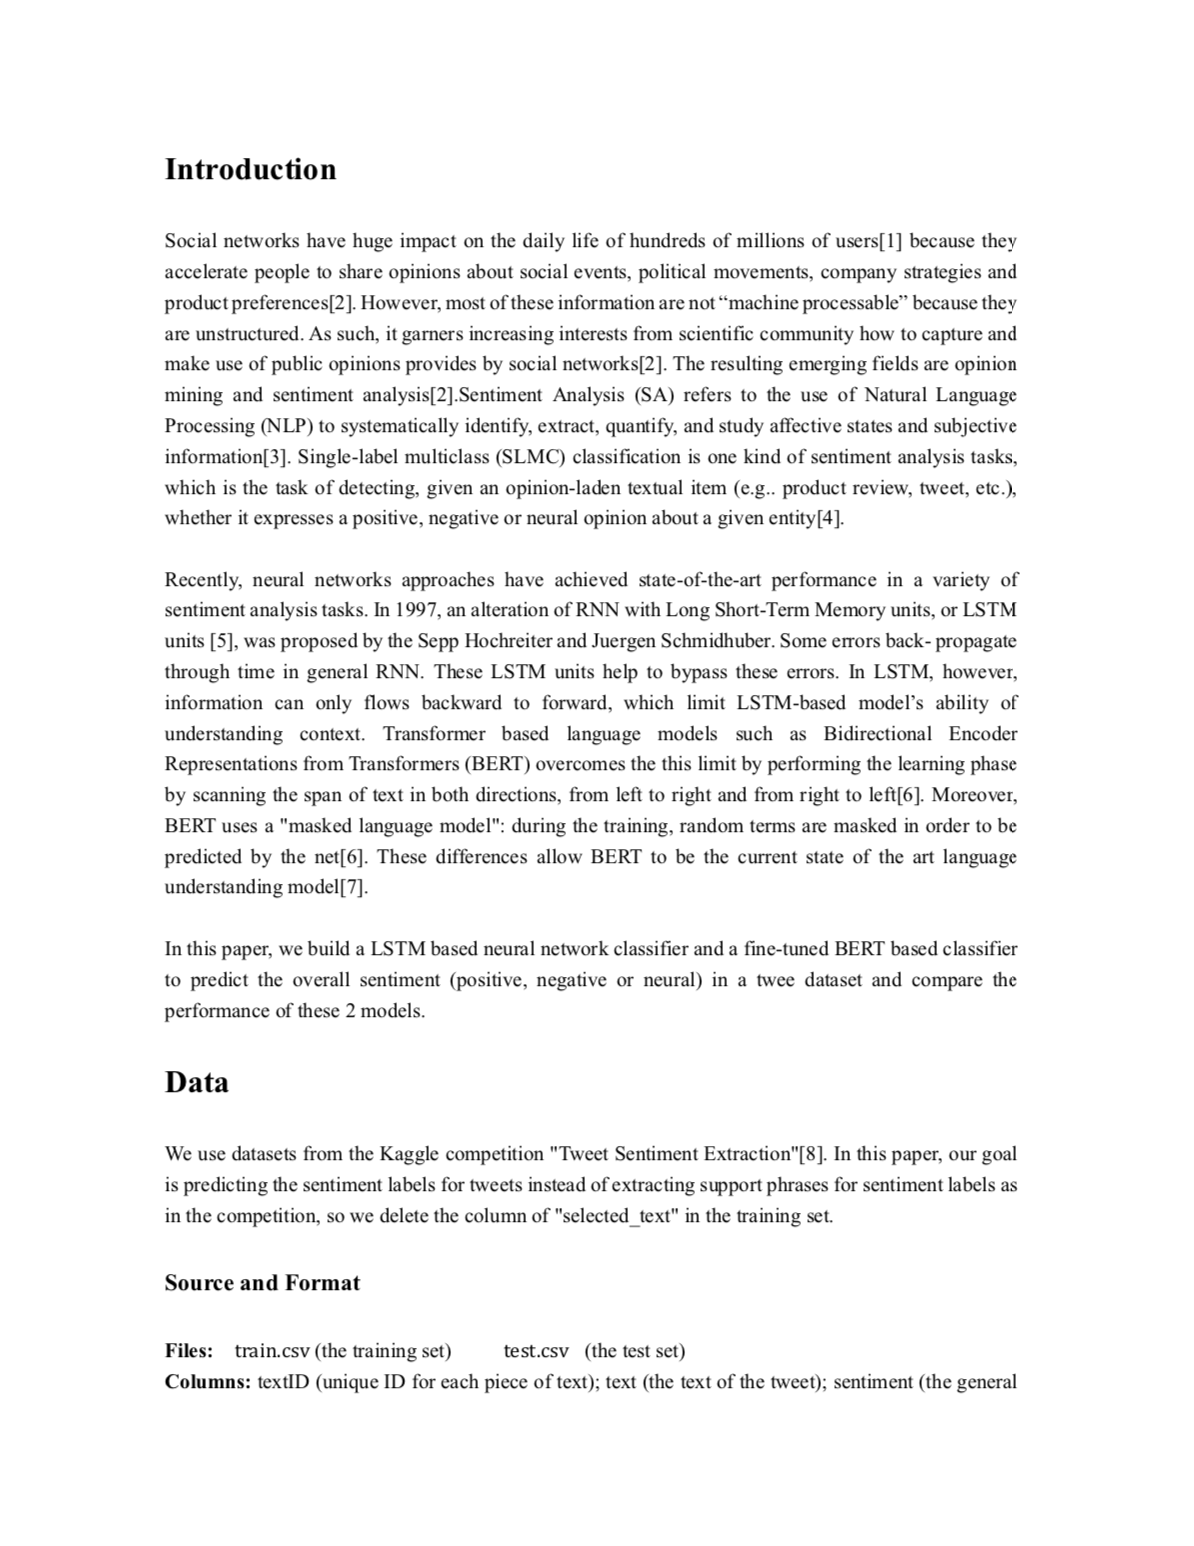 Introduction
Social networks have huge impact on the daily life of hundreds of millions of users[1] because they
accelerate people to share opinions about social events, political movements, company strategies and
product preferences[2]. However, most of these information are not “machine processable” because they
are unstructured. As such, it garners increasing interests from scientific community how to capture and
make use of public opinions provides by social networks[2]. The resulting emerging fields are opinion
mining and sentiment analysis[2].Sentiment Analysis (SA) refers to the use of Natural Language
Processing (NLP) to systematically identify, extract, quantify, and study affective states and subjective
information[3]. Single-label multiclass (SLMC) classification is one kind of sentiment analysis tasks,
which is the task of detecting, given an opinion-laden textual item (e.g.. product review, tweet, etc.),
whether it expresses a positive, negative or neural opinion about a given entity[4].
Recently, neural networks approaches have achieved state-of-the-art performance in a variety of
sentiment analysis tasks. In 1997, an alteration of RNN with Long Short-Term Memory units, or LSTM
units [5], was proposed by the Sepp Hochreiter and Juergen Schmidhuber. Some errors back- propagate
through time in general RNN. These LSTM units help to bypass these errors. In LSTM, however,
information can only flows backward to forward, which limit LSTM-based model’s ability of
understanding context. Transformer based language models such as Bidirectional Encoder
Representations from Transformers (BERT) overcomes the this limit by performing the learning phase
by scanning the span of text in both directions, from left to right and from right to left[6]. Moreover,
BERT uses a "masked language model": during the training, random terms are masked in order to be
predicted by the net[6]. These differences allow BERT to be the current state of the art language
understanding model[7].
In this paper, we build a LSTM based neural network classifier and a fine-tuned BERT based classifier
to predict the overall sentiment (positive, negative or neural) in a twee dataset and compare the
performance of these 2 models.
Data
We use datasets from the Kaggle competition "Tweet Sentiment Extraction"[8]. In this paper, our goal
is predicting the sentiment labels for tweets instead of extracting support phrases for sentiment labels as
in the competition, so we delete the column of "selected_text" in the training set.
Source and Format
Files: train.csv (the training set) test.csv (the test set)
Columns: textID (unique ID for each piece of text); text (the text of the tweet); sentiment (the general